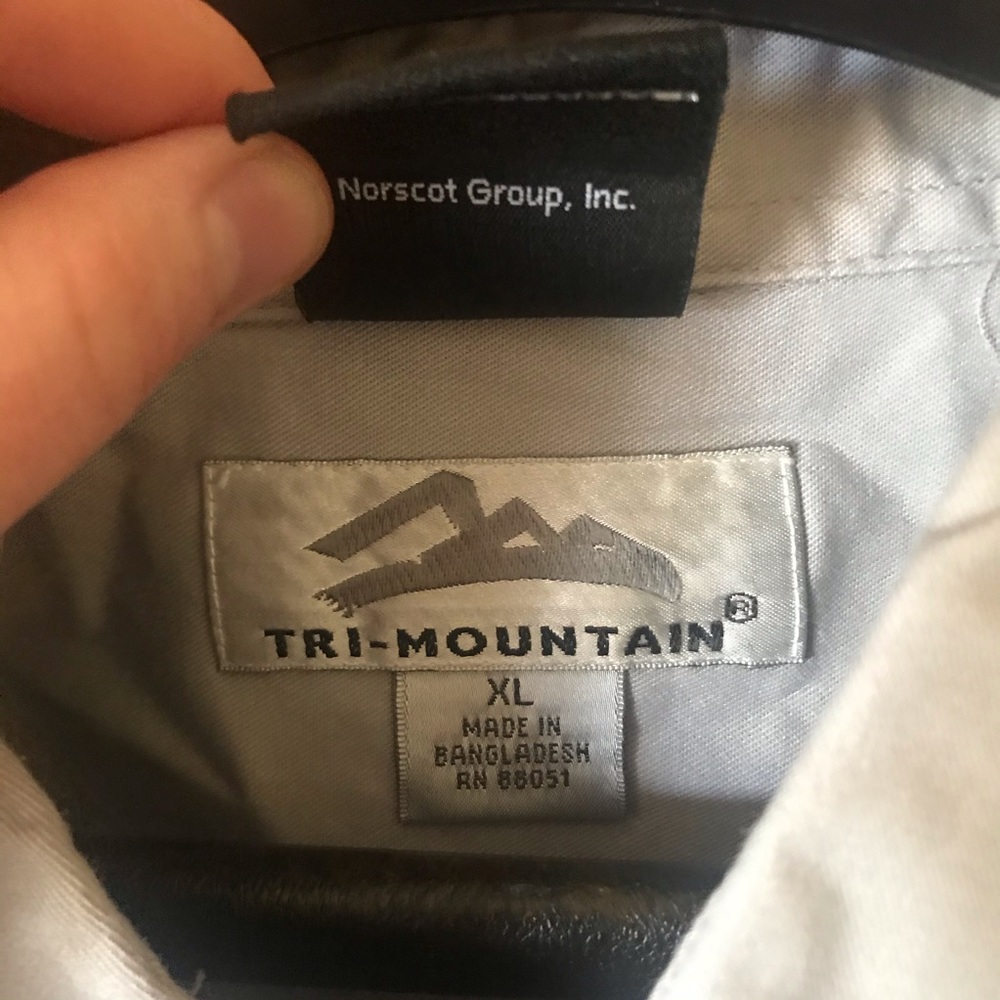 Norscot Group, Inc.
TRI-MOUNTAIN®
XL
MADE IN
BANGLADESH
RN 88051